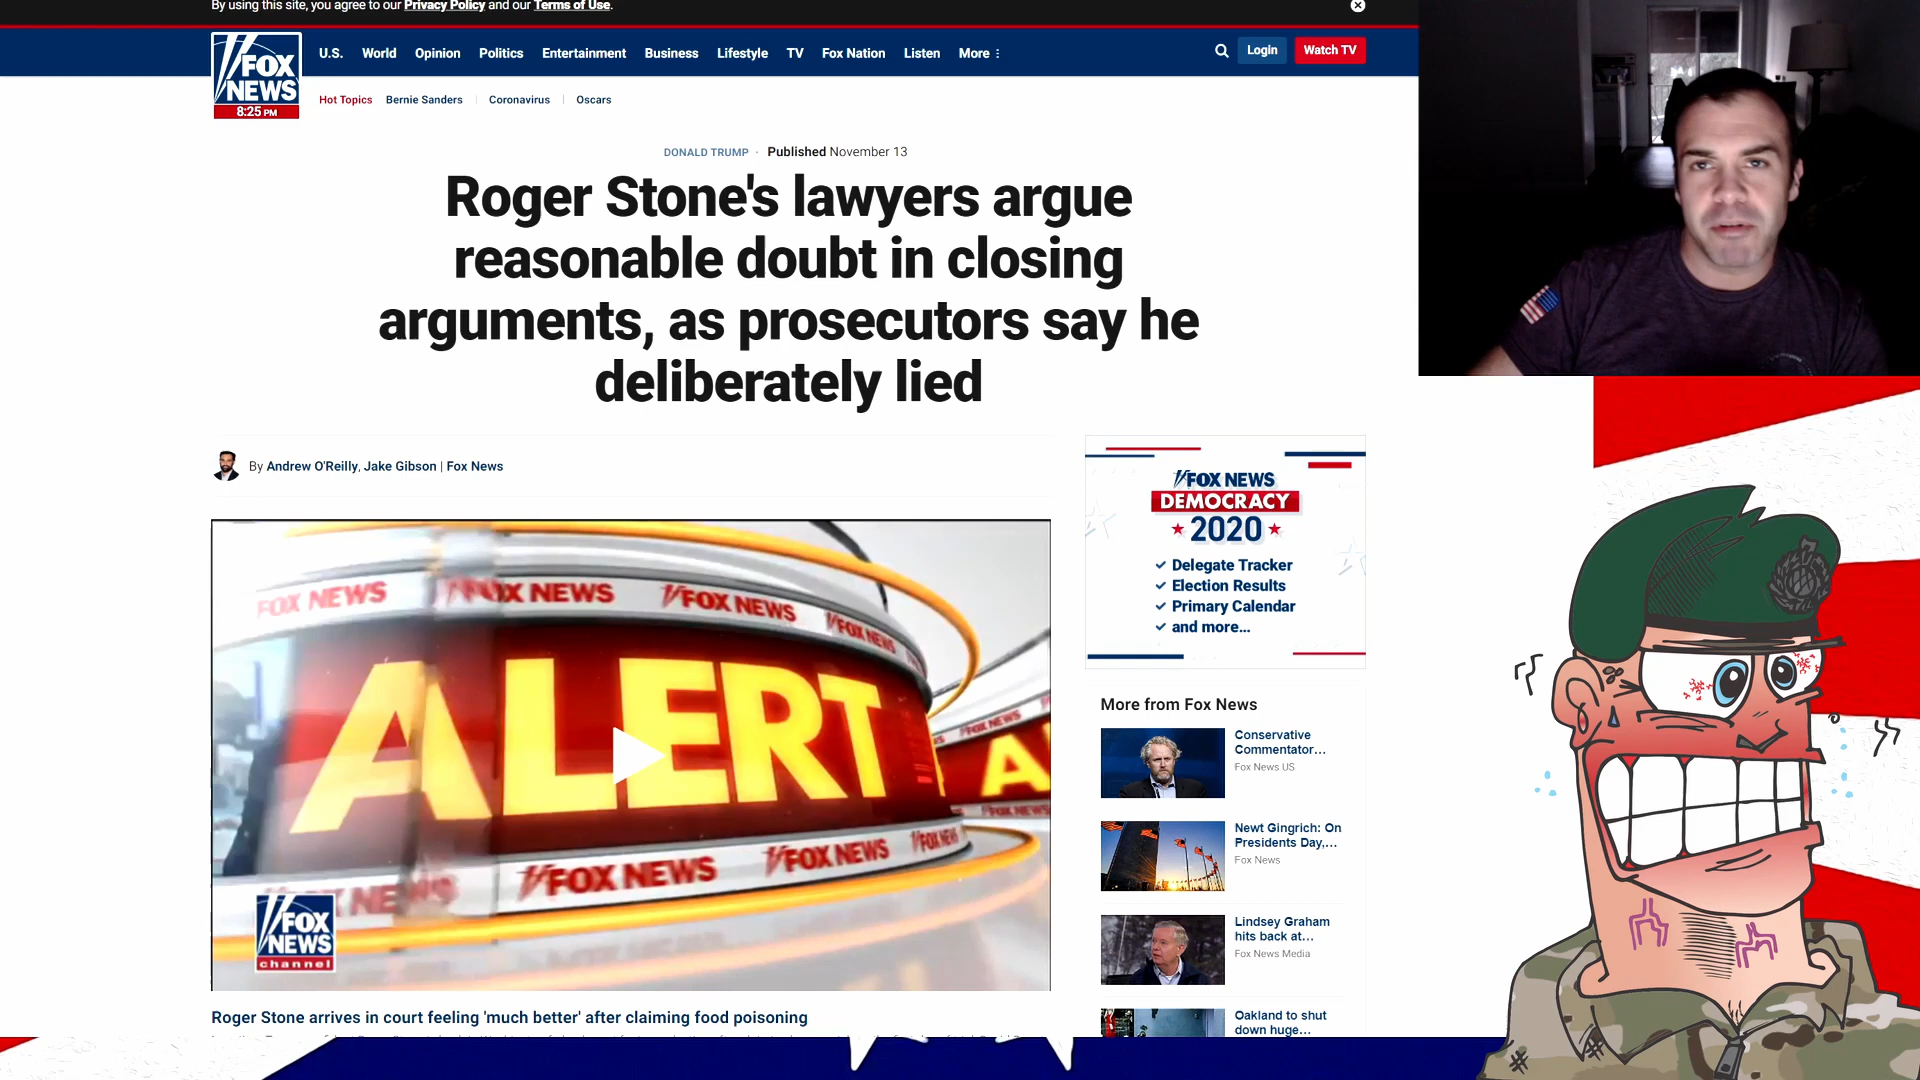 By using this site, you agree to our Privacy Policy and our Terms of Use.
FOX
NEWS
8:25 PM
U.S. World Opinion Politics Entertainment Business Lifestyle TV Fox Nation Listen More
Login
Watch TV
Hot Topics Bernie Sanders Coronavirus Oscars
DONALD TRUMP · Published November 13
Roger Stone's lawyers argue
reasonable doubt in closing
arguments, as prosecutors say he
deliberately lied
By Andrew O'Reilly, Jake Gibson | Fox News
FOX NEWS FOX NEWS FOX NEWS FOX NEWS
ALERT
FOX NEWS FOX NEWS FOX NEWS
FOX
NEWS
channel
Roger Stone arrives in court feeling 'much better' after claiming food poisoning
FOX NEWS
DEMOCRACY
2020
Delegate Tracker
Election Results
Primary Calendar
and more...
More from Fox News
Conservative
Commentator...
Fox News US
Newt Gingrich: On
Presidents Day,...
Fox News
Lindsey Graham
hits back at...
Fox News Media
Oakland to shut
down huge...